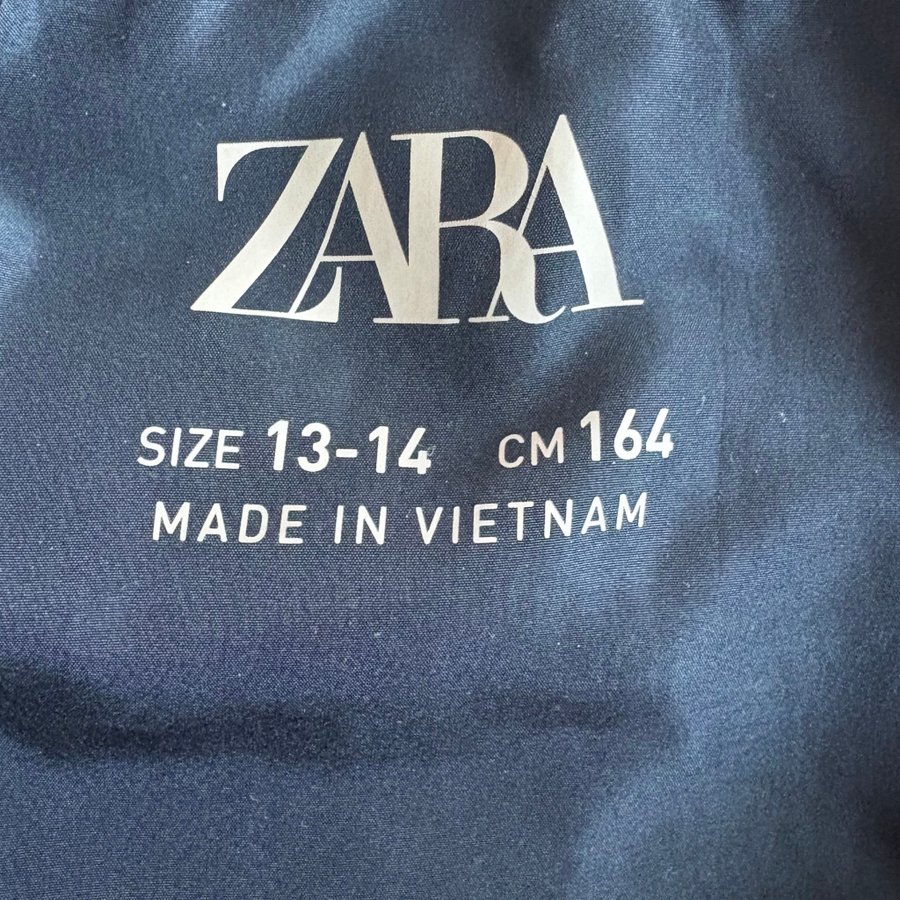 ZARA
SIZE 13-14 CM 164
MADE IN VIETNAM